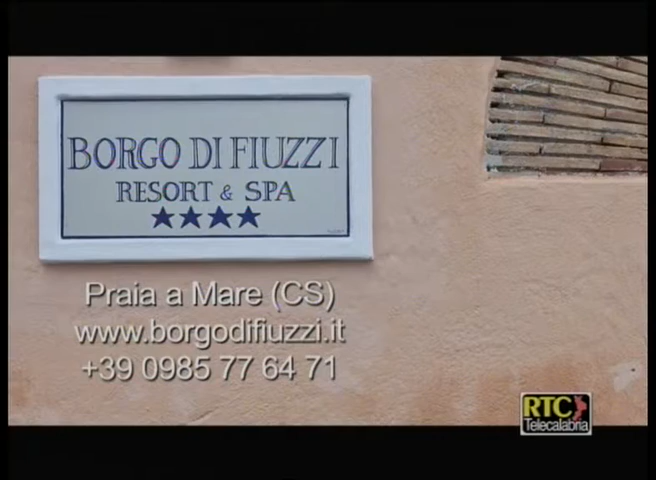 BORGO DI FIUZZI
RESORT & SPA
Praia a Mare (CS)
www.borgodifiuzzi.it
+39 0985 77 64 71
RTC
Telecalabria